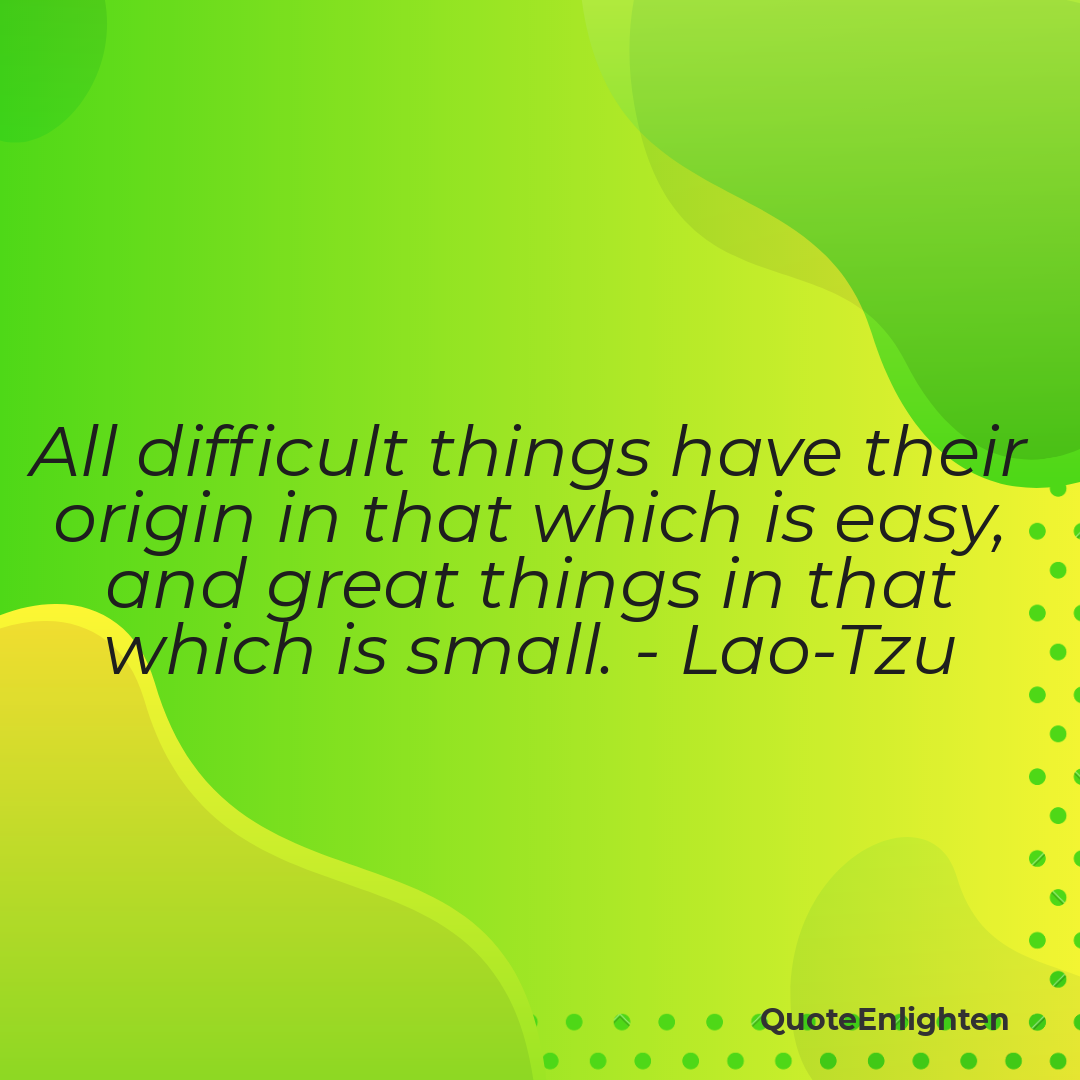 All difficult things have their
origin in that which is easy,
and great things in that
which is small. - Lao-Tzu
QuoteEnlighten